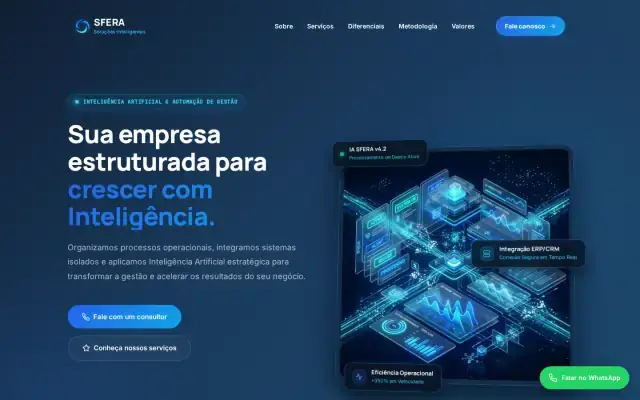 SFERA
Soluções Inteligentes
Sobre
Serviços
Diferenciais
Metodologia
Valores
Fale conosco
INTELIGÊNCIA ARTIFICIAL & AUTOMAÇÃO DE GESTÃO
Sua empresa
estruturada para
crescer com
Inteligência.
Organizamos processos operacionais, integramos sistemas
isolados e aplicamos Inteligência Artificial estratégica para
transformar a gestão e acelerar os resultados do seu negócio.
Fale com um consultor
Conheça nossos serviços
IA SFERA v4.2
Processamento em Dados Ativo
Integração ERP/CRM
Conexão Segura em Tempo Real
Eficiência Operacional
em Velocidade
Falar no WhatsApp